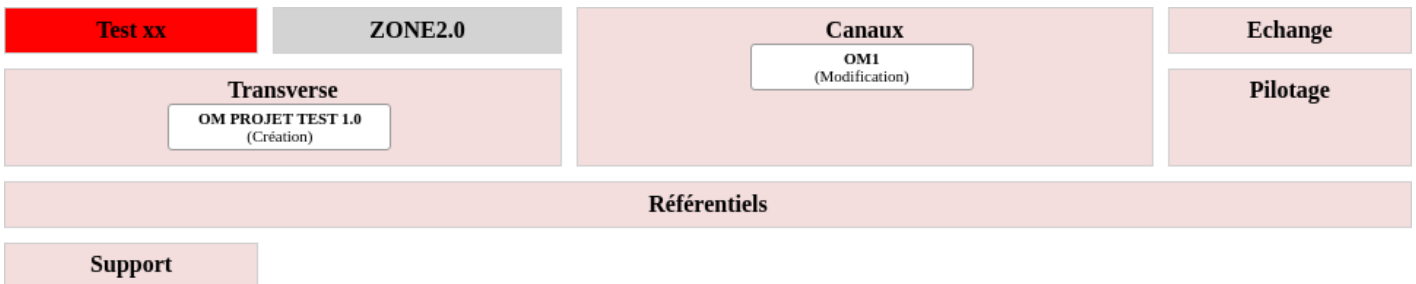 Test xx
ZONE2.0
Canaux
OM1
(Modification)
Echange
Transverse
OM PROJET TEST 1.0
(Création)
Pilotage
Référentiels
Support